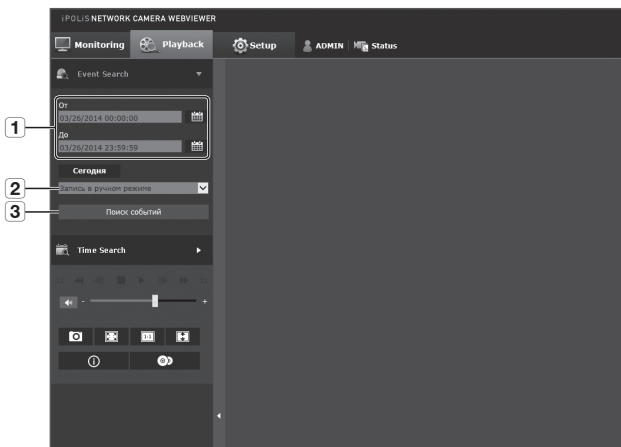 iPOLiS NETWORK CAMERA WEBVIEWER
Monitoring Playback Setup ADMIN Status
Event Search
От
1
03/26/2014 00:00:00
До
03/26/2014 23:59:59
Сегодня
2 Запись в ручном режиме
3 Поиск событий
Time Search
- +
1:1